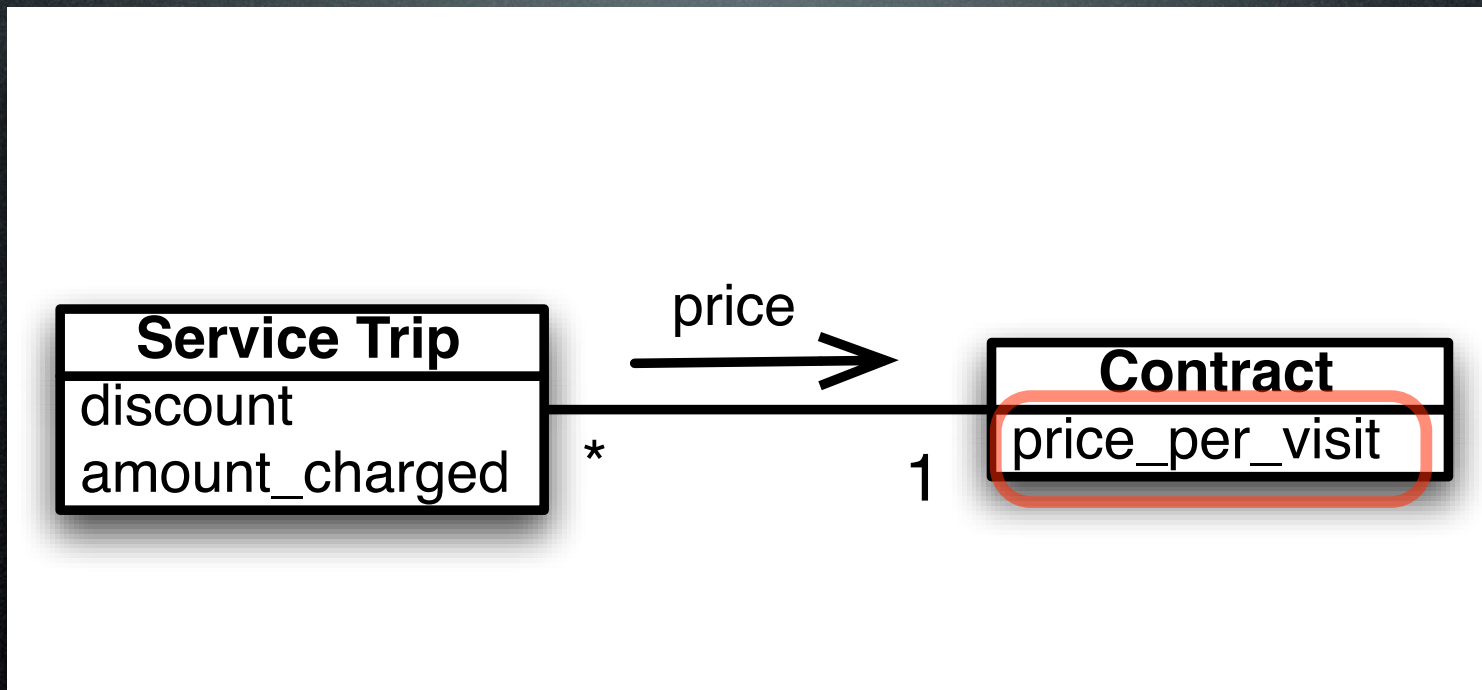 Service Trip
discount
amount_charged
price
*
1
Contract
price_per_visit